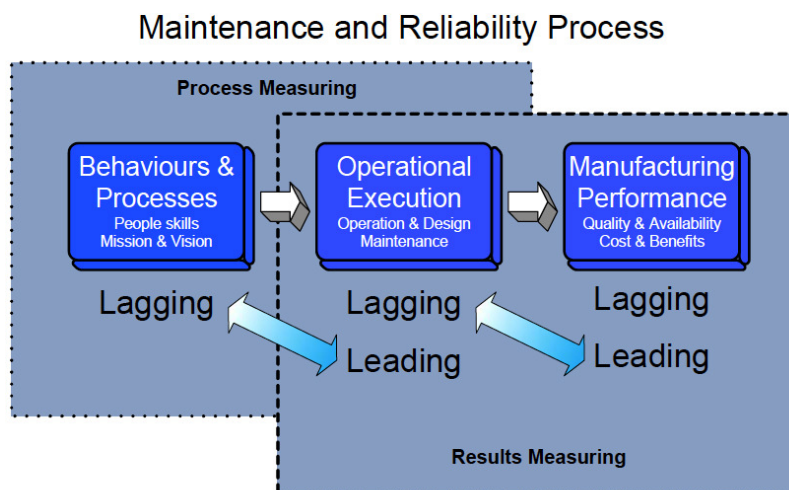 Maintenance and Reliability Process
Process Measuring
Behaviours &
Processes
People skills
Mission & Vision
Operational
Execution
Operation & Design
Maintenance
Manufacturing
Performance
Quality & Availability
Cost & Benefits
Lagging
Lagging
Lagging
Leading
Leading
Results Measuring